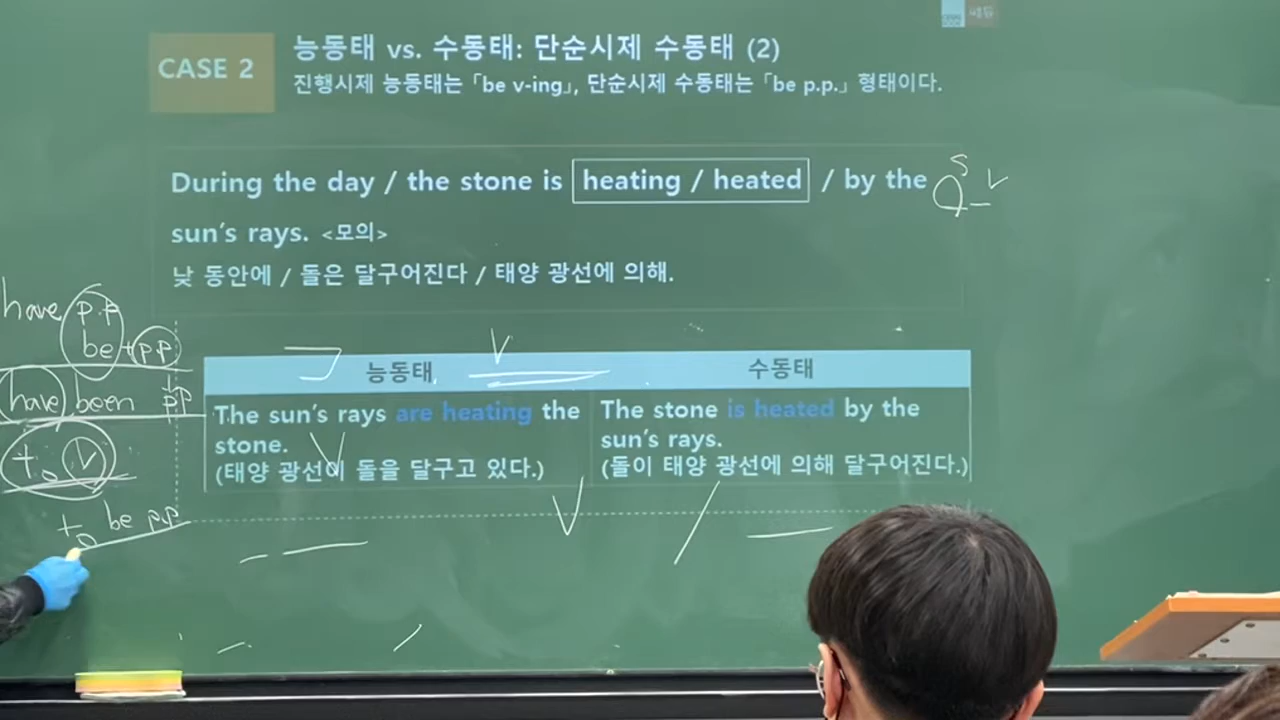 CASE 2
능동태 vs. 수동태: 단순시제 수동태 (2)
진행시제 능동태는 「be v-ing」, 단순시제 수동태는 「be p.p.」 형태이다.
During the day / the stone is heating / heated / by the
sun's rays. <모의>
낮 동안에 / 돌은 달구어진다 / 태양 광선에 의해.
S
V
have p.p
be + p.p
have been p.p
to V
to be p.p
능동태
수동태
The sun's rays are heating the
stone.
(태양 광선이 돌을 달구고 있다.)
The stone is heated by the
sun's rays.
(돌이 태양 광선에 의해 달구어진다.)
V
V
V